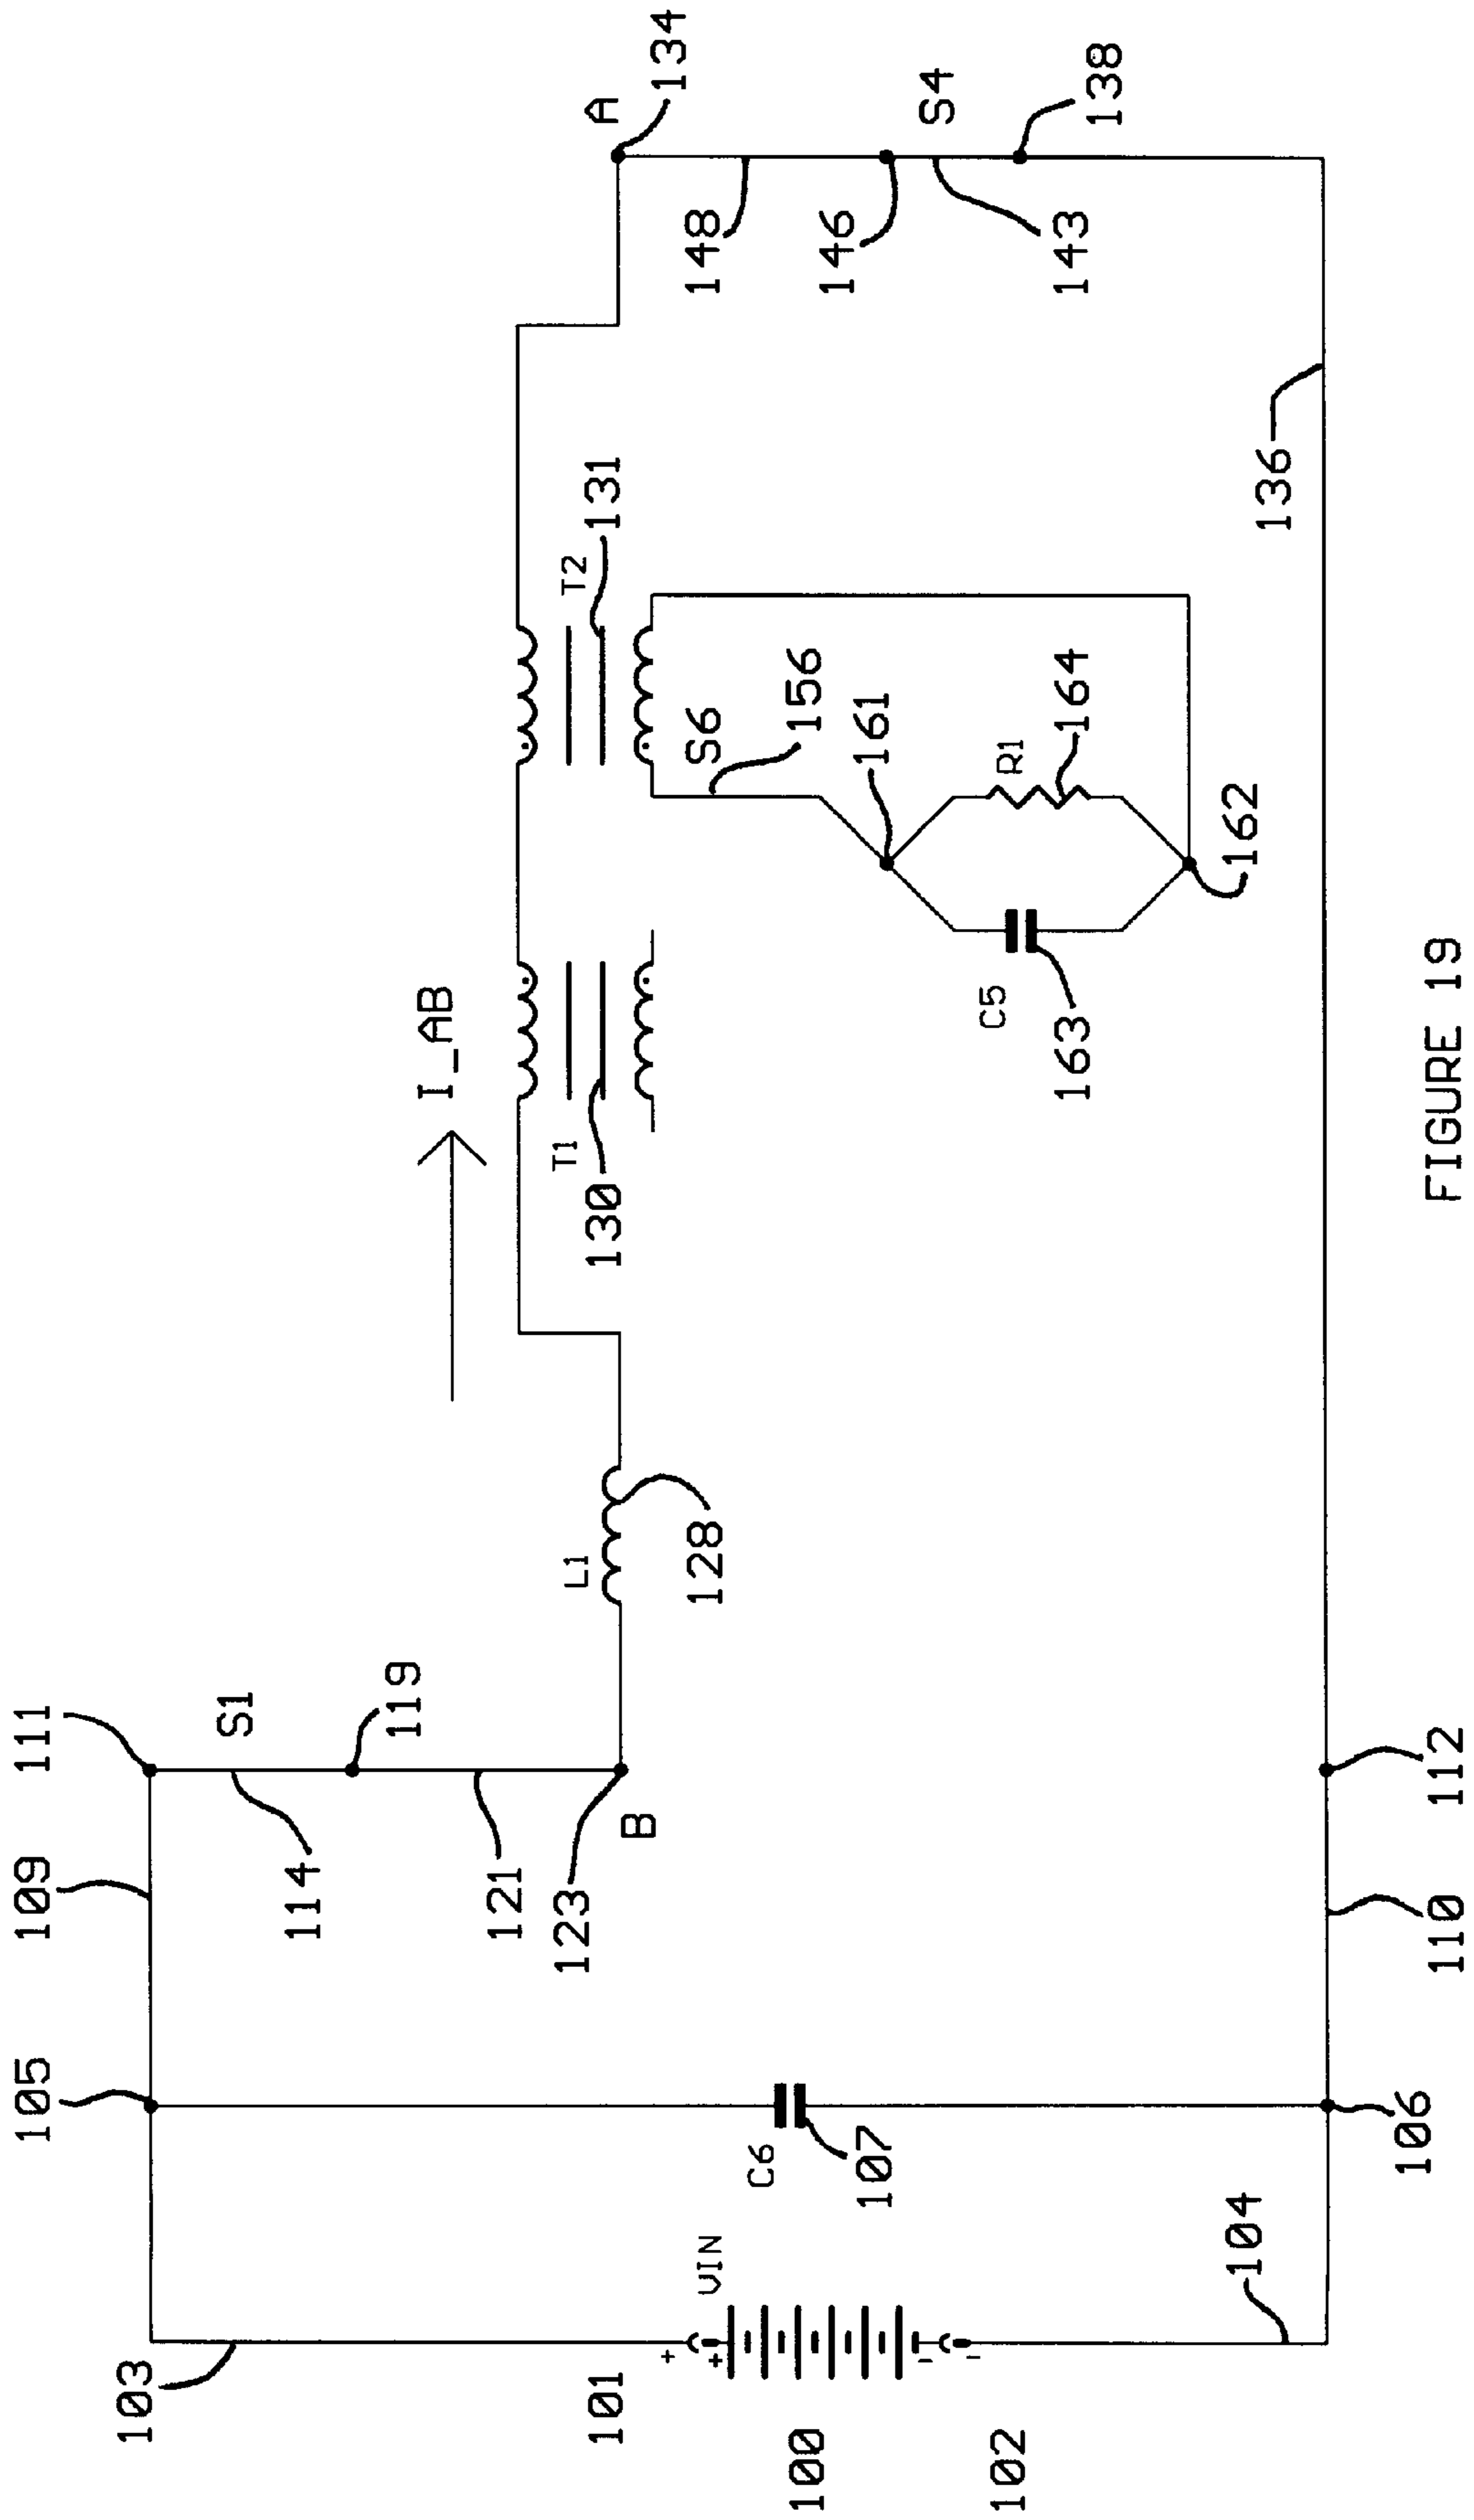 111
109
105
103
S1
119
114
121
123
B
L1
128
I_AB
T1
130
T2
131
A
134
148
146
S4
143
138
S6
156
161
R1
164
C5
163
162
136
C6
107
VIN
+
+
-
-
101
100
102
104
106
110
112
FIGURE 19